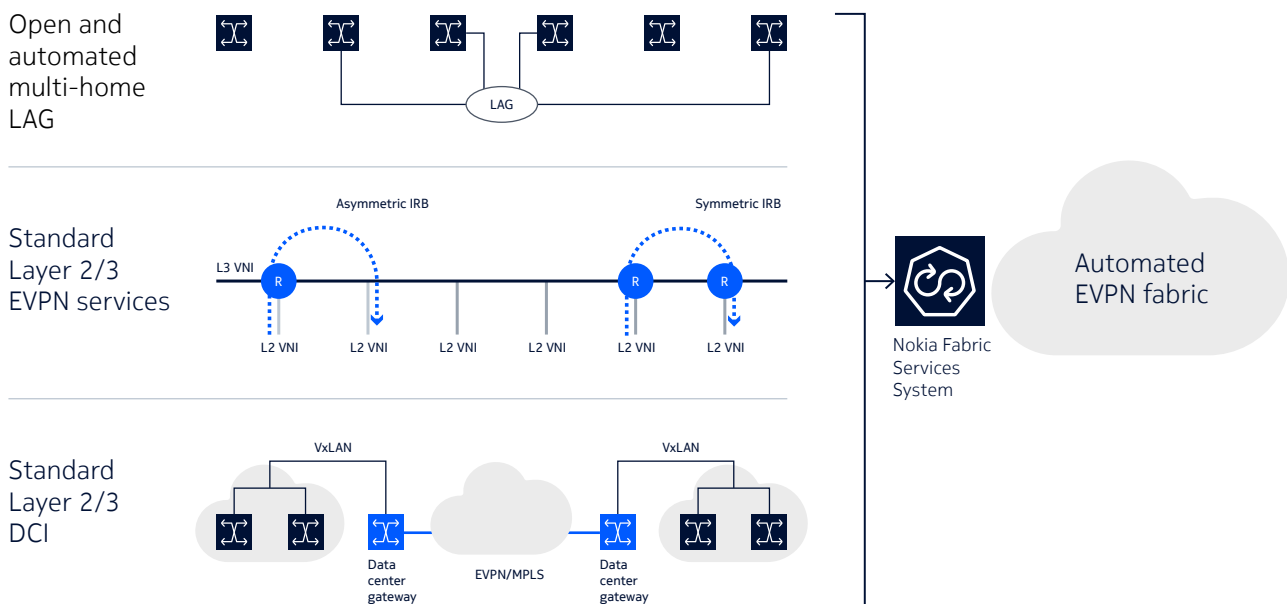 Open and
automated
multi-home
LAG
LAG
Standard
Layer 2/3
EVPN services
Asymmetric IRB
Symmetric IRB
L3 VNI
R
R
R
L2 VNI
L2 VNI
L2 VNI
L2 VNI
L2 VNI
L2 VNI
Standard
Layer 2/3
DCI
VxLAN
VxLAN
Data
center
gateway
EVPN/MPLS
Data
center
gateway
Nokia Fabric
Services
System
Automated
EVPN fabric